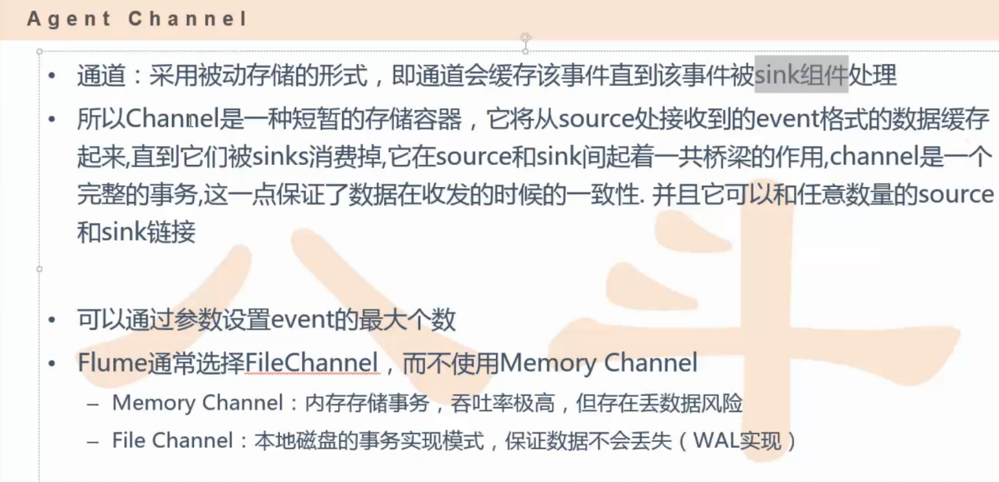 Agent Channel
• 通道：采用被动存储的形式，即通道会缓存该事件直到该事件被sink组件处理
• 所以Channel是一种短暂的存储容器，它将从source处接收到的event格式的数据缓存
起来,直到它们被sinks消费掉,它在source和sink间起着一共桥梁的作用,channel是一个
完整的事务,这一点保证了数据在收发的时候的一致性. 并且它可以和任意数量的source
和sink链接
• 可以通过参数设置event的最大个数
• Flume通常选择FileChannel，而不使用Memory Channel
– Memory Channel：内存存储事务，吞吐率极高，但存在丢数据风险
– File Channel：本地磁盘的事务实现模式，保证数据不会丢失（WAL实现）
八斗